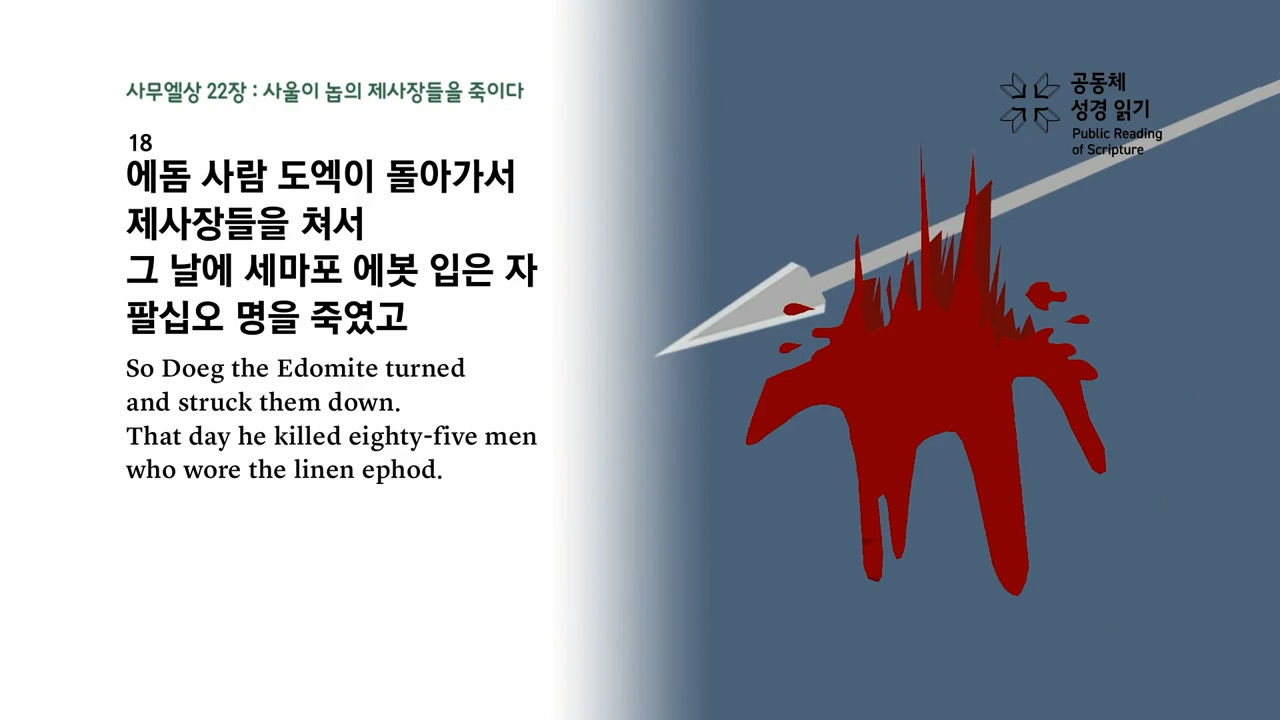 사무엘상 22장 : 사울이 놉의 제사장들을 죽이다
18
에돔 사람 도엑이 돌아가서
제사장들을 쳐서
그 날에 세마포 에봇 입은 자
팔십오 명을 죽였고
So Doeg the Edomite turned
and struck them down.
That day he killed eighty-five men
who wore the linen ephod.
공동체
성경 읽기
Public Reading
of Scripture